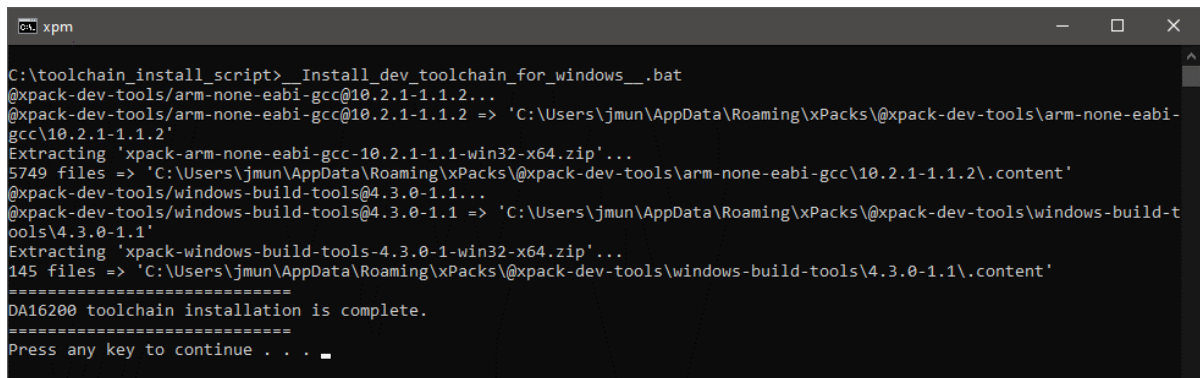 xpm
C:\toolchain_install_script>__Install_dev_toolchain_for_windows__.bat
@xpack-dev-tools/arm-none-eabi-gcc@10.2.1-1.1.2...
@xpack-dev-tools/arm-none-eabi-gcc@10.2.1-1.1.2 => 'C:\Users\jmun\AppData\Roaming\xPacks\@xpack-dev-tools\arm-none-eabi-
gcc\10.2.1-1.1.2'
Extracting 'xpack-arm-none-eabi-gcc-10.2.1-1.1-win32-x64.zip'...
5749 files => 'C:\Users\jmun\AppData\Roaming\xPacks\@xpack-dev-tools\arm-none-eabi-gcc\10.2.1-1.1.2\.content'
@xpack-dev-tools/windows-build-tools@4.3.0-1.1...
@xpack-dev-tools/windows-build-tools@4.3.0-1.1 => 'C:\Users\jmun\AppData\Roaming\xPacks\@xpack-dev-tools\windows-build-t
ools\4.3.0-1.1'
Extracting 'xpack-windows-build-tools-4.3.0-1-win32-x64.zip'...
145 files => 'C:\Users\jmun\AppData\Roaming\xPacks\@xpack-dev-tools\windows-build-tools\4.3.0-1.1\.content'
=============================
DA16200 toolchain installation is complete.
=============================
Press any key to continue . . .